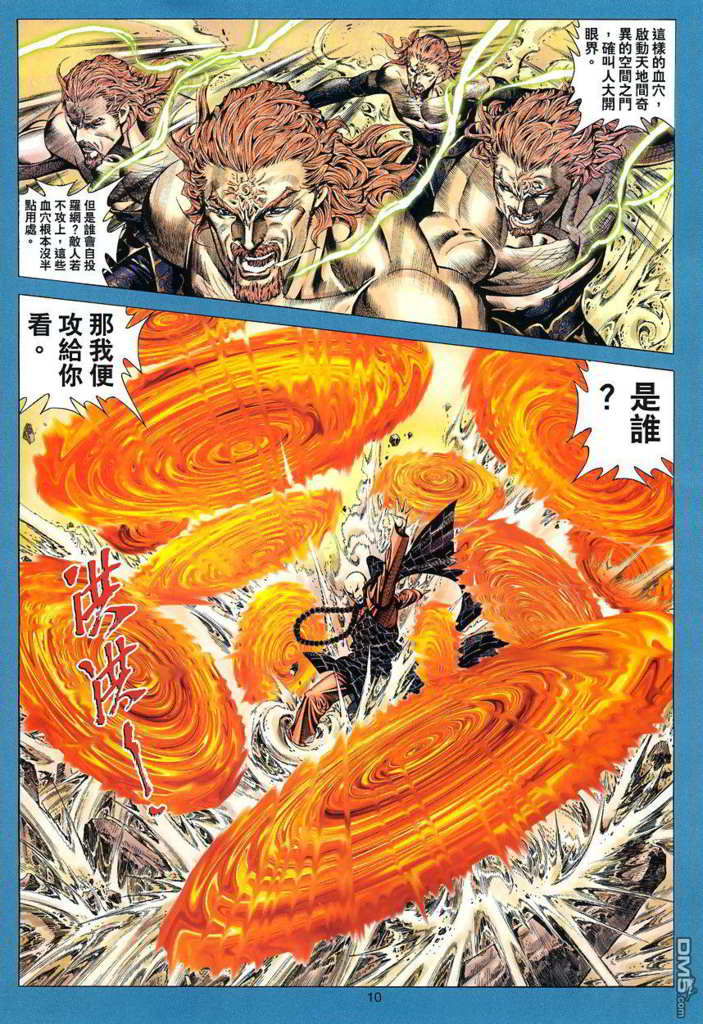 這樣的血穴，
啟動天地間奇
異的空間之門
，確叫人大開
眼界。
但是誰會自投
羅網？敵人若
不攻上，這些
血穴根本沒半
點用處。
是誰
？
那我便
攻給你
看。
洪洪！
10
DM5
.com